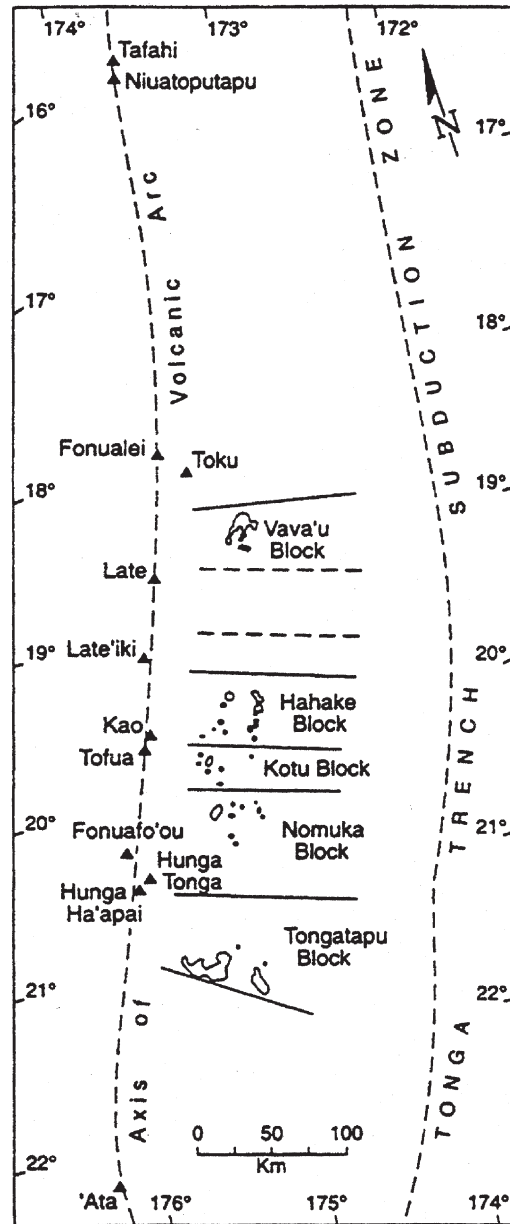 174° 173° 172°
Tafahi
Niuatoputapu
16°
17°
N
Axis of Volcanic Arc
TONGA TRENCH SUBDUCTION ZONE
17°
18°
Fonualei
Toku
18°
19°
Vava'u
Block
Late
Late'iki
19°
20°
Hahake
Block
Kao
Tofua
Kotu Block
20°
21°
Fonuafo'ou
Nomuka
Block
Hunga
Tonga
Hunga
Ha'apai
Tongatapu
Block
21°
22°
0 50 100
Km
22°
'Ata
176° 175° 174°